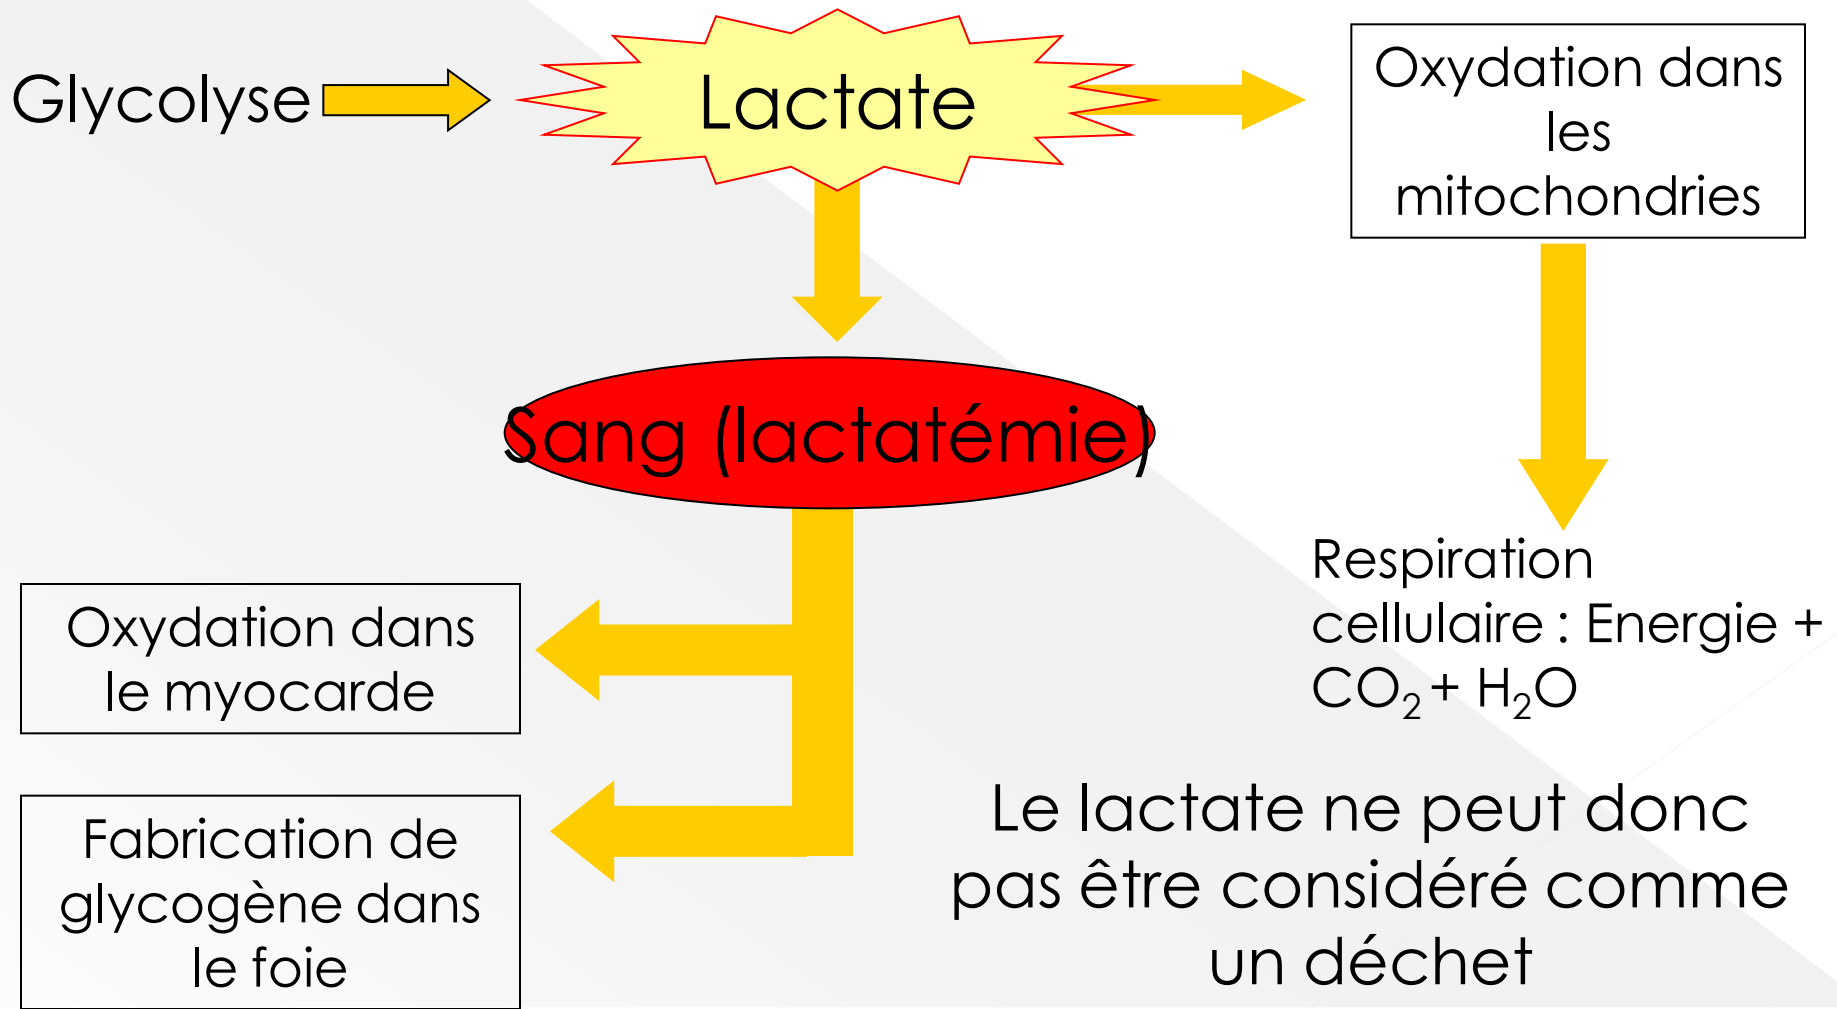 Glycolyse
Lactate
Oxydation dans
les
mitochondries
Sang (lactatémie)
Respiration
cellulaire : Energie +
CO₂ + H₂O
Oxydation dans
le myocarde
Fabrication de
glycogène dans
le foie
Le lactate ne peut donc
pas être considéré comme
un déchet